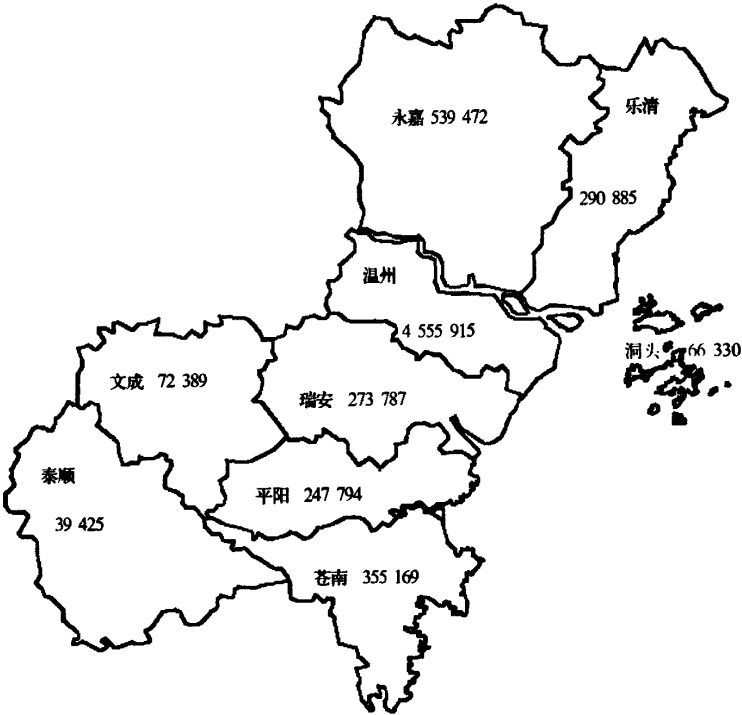 乐清
永嘉 539 472
290 885
温州
4 555 915
洞头 66 330
文成 72 389
瑞安 273 787
泰顺
平阳 247 794
39 425
苍南 355 169